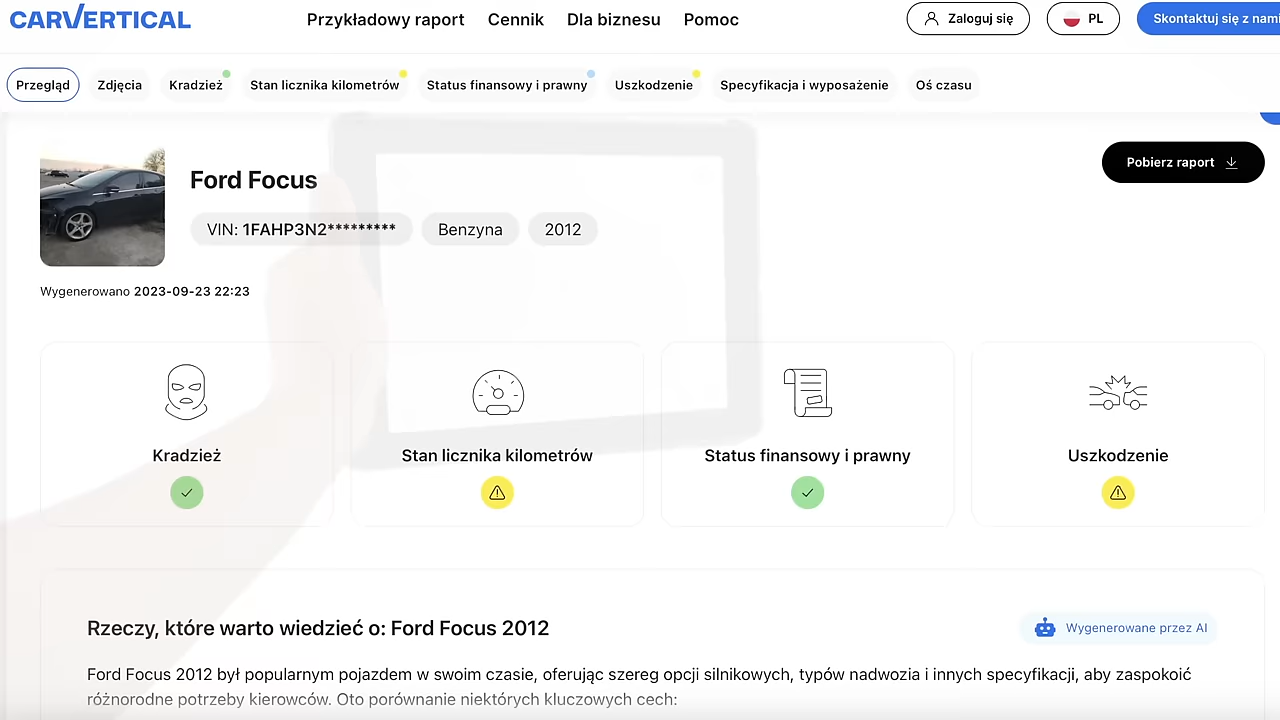 CARVERTICAL
Przykładowy raport Cennik Dla biznesu Pomoc
Zaloguj się
PL
Skontaktuj się z nami
Przegląd Zdjęcia Kradzież Stan licznika kilometrów Status finansowy i prawny Uszkodzenie Specyfikacja i wyposażenie Oś czasu
Pobierz raport
Ford Focus
VIN: 1FAHP3N2********* Benzyna 2012
Wygenerowano 2023-09-23 22:23
Kradzież
Stan licznika kilometrów
Status finansowy i prawny
Uszkodzenie
Rzeczy, które warto wiedzieć o: Ford Focus 2012
Wygenerowane przez AI
Ford Focus 2012 był popularnym pojazdem w swoim czasie, oferując szereg opcji silnikowych, typów nadwozia i innych specyfikacji, aby zaspokoić
różnorodne potrzeby kierowców. Oto porównanie niektórych kluczowych cech: